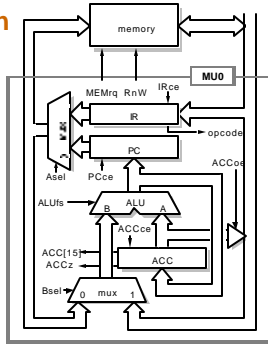 n
memory
MU0
MEMrq RnW IRce
IR
opcode
PC
Asel PCce ACCoe
ALUfs ALU
B A
ACCce
ACC[15]
ACCz ACC
Bsel
0 mux 1